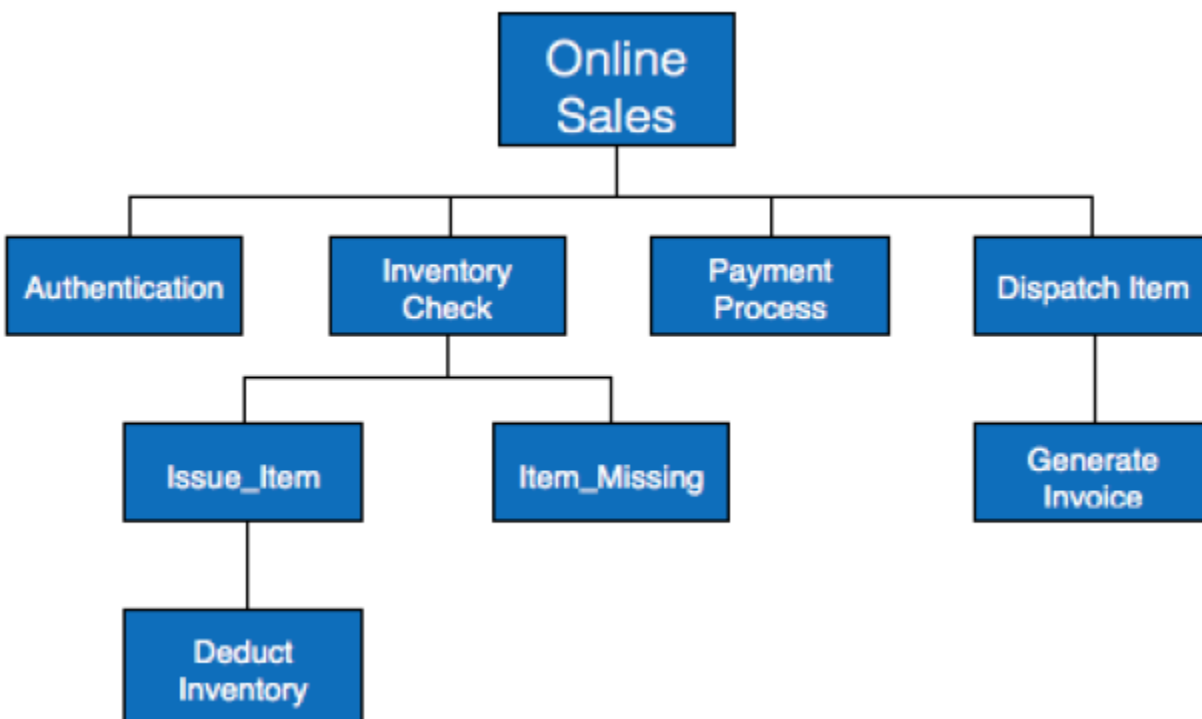 Online
Sales
Authentication
Inventory
Check
Payment
Process
Dispatch Item
Issue_Item
Item_Missing
Generate
Invoice
Deduct
Inventory